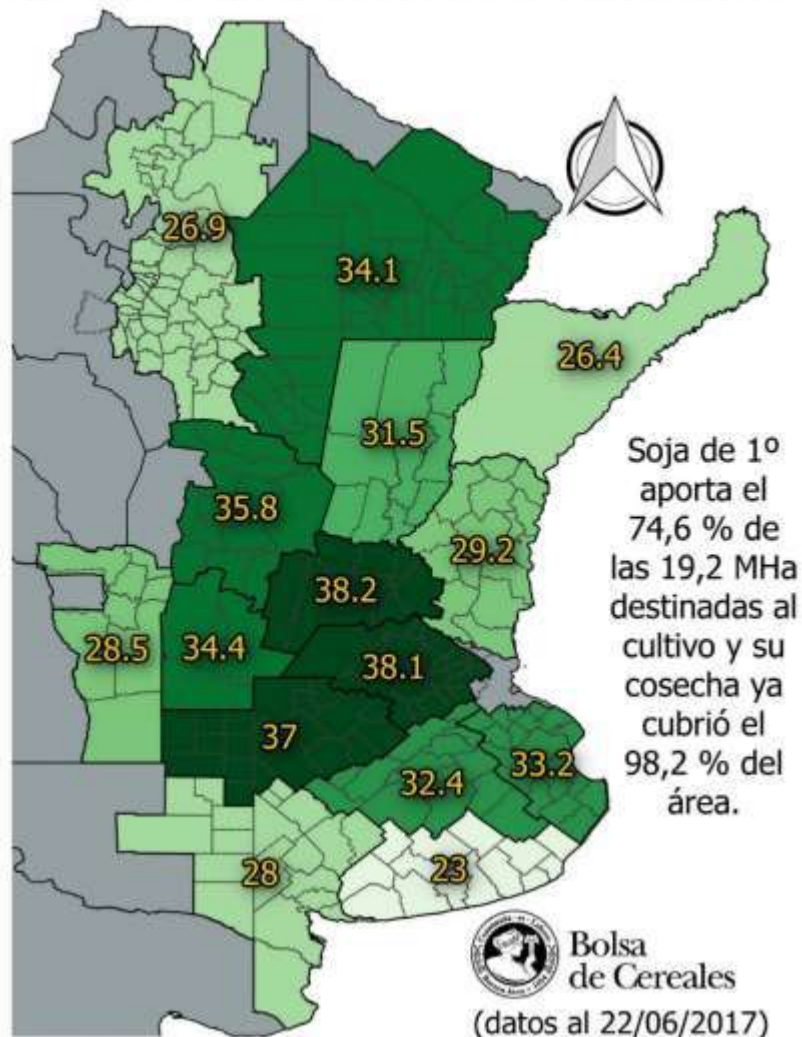 26.9
34.1
26.4
31.5
35.8
29.2
38.2
28.5
34.4
38.1
37
33.2
32.4
28
23
Soja de 1º
aporta el
74,6 % de
las 19,2 MHa
destinadas al
cultivo y su
cosecha ya
cubrió el
98,2 % del
área.
Bolsa
de Cereales
(datos al 22/06/2017)